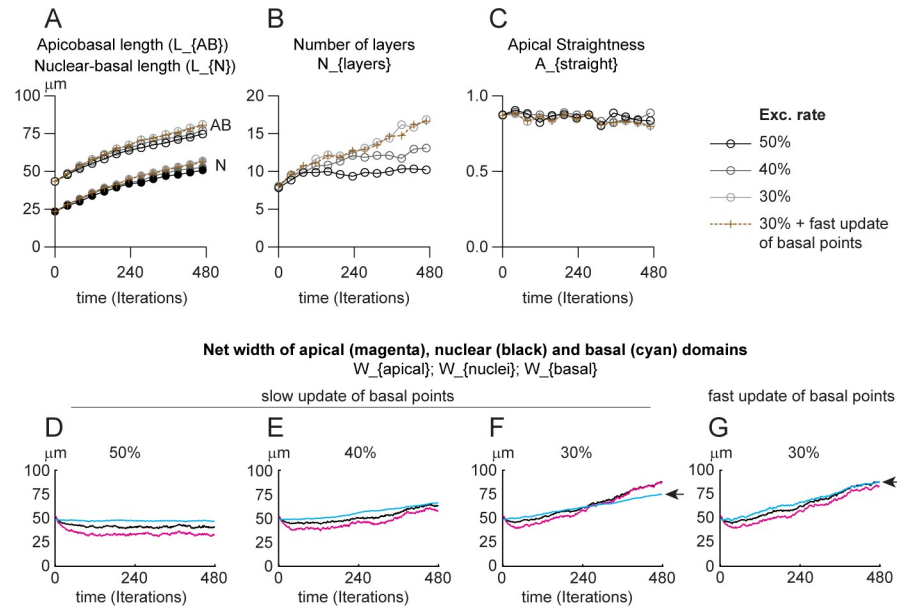 A
Apicobasal length (L_{AB})
Nuclear-basal length (L_{N})
μm
100
75
50
25
0
AB
N
0
240
480
time (Iterations)
B
Number of layers
N_{layers}
20
15
10
5
0
0
240
480
time (Iterations)
C
Apical Straightness
A_{straight}
1.0
0.5
0.0
0
240
480
time (Iterations)
Exc. rate
50%
40%
30%
30% + fast update
of basal points
Net width of apical (magenta), nuclear (black) and basal (cyan) domains
W_{apical}; W_{nuclei}; W_{basal}
slow update of basal points
fast update of basal points
D
μm
50%
100
75
50
25
0
0
240
480
time (Iterations)
E
μm
40%
100
75
50
25
0
0
240
480
time (Iterations)
F
μm
30%
100
75
50
25
0
0
240
480
time (Iterations)
G
μm
30%
100
75
50
25
0
0
240
480
time (Iterations)